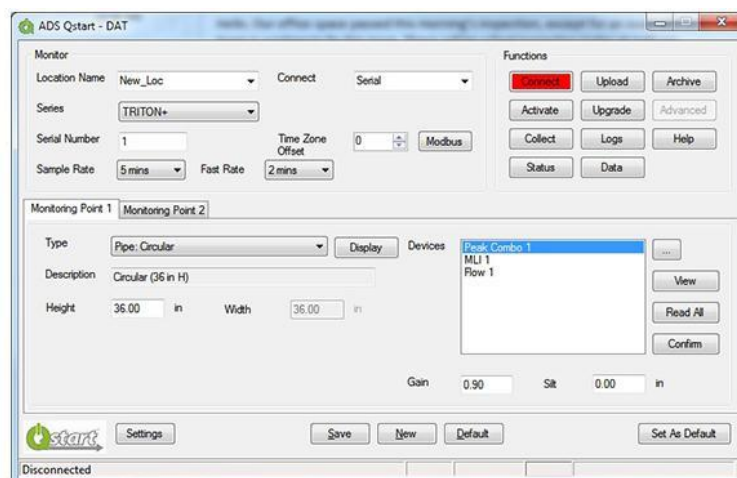 ADS Qstart - DAT
Monitor
Location Name New_Loc Connect Serial
Series TRITON+
Serial Number 1 Time Zone Offset 0 Modbus
Sample Rate 5 mins Fast Rate 2 mins
Functions
Connect Upload Archive
Activate Upgrade Advanced
Collect Logs Help
Status Data
Monitoring Point 1 Monitoring Point 2
Type Pipe: Circular Display Devices Peak Combo 1
MLI 1
Flow 1
...
Description Circular (36 in H) View
Height 36.00 in Width 36.00 in Read All
Confirm
Gain 0.90 Silt 0.00 in
Qstart Settings Save New Default Set As Default
Disconnected